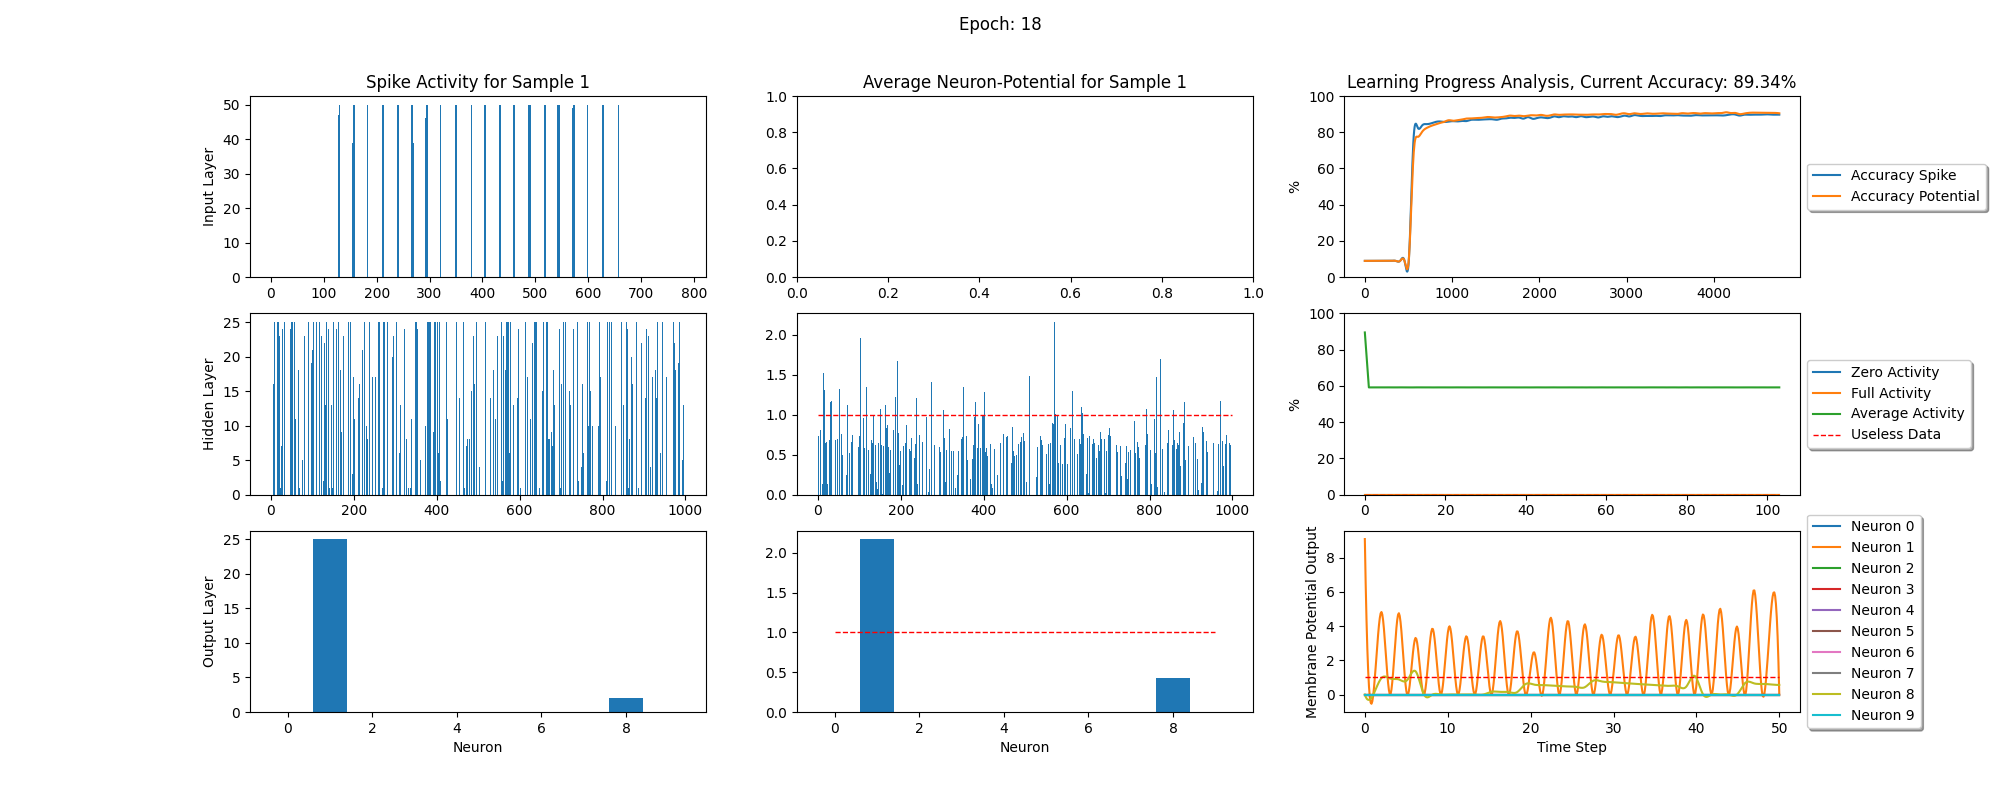 Epoch: 18
Spike Activity for Sample 1
Average Neuron-Potential for Sample 1
Learning Progress Analysis, Current Accuracy: 89.34%
Input Layer
50
40
30
20
10
0
0 100 200 300 400 500 600 700 800
1.0
0.8
0.6
0.4
0.2
0.0
0.0 0.2 0.4 0.6 0.8 1.0
%
100
80
60
40
20
0
0 1000 2000 3000 4000
Accuracy Spike
Accuracy Potential
Hidden Layer
25
20
15
10
5
0
0 200 400 600 800 1000
2.0
1.5
1.0
0.5
0.0
0 200 400 600 800 1000
%
100
80
60
40
20
0
0 20 40 60 80 100
Zero Activity
Full Activity
Average Activity
Useless Data
Output Layer
25
20
15
10
5
0
0 2 4 6 8
Neuron
2.0
1.5
1.0
0.5
0.0
0 2 4 6 8
Neuron
Membrane Potential Output
8
6
4
2
0
0 10 20 30 40 50
Time Step
Neuron 0
Neuron 1
Neuron 2
Neuron 3
Neuron 4
Neuron 5
Neuron 6
Neuron 7
Neuron 8
Neuron 9